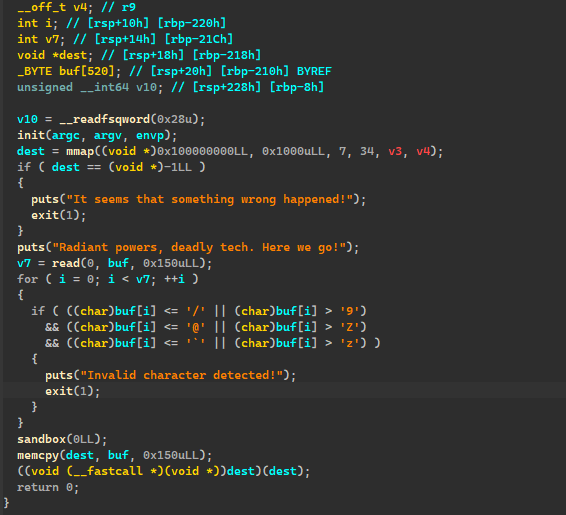 __off_t v4; // r9
int i; // [rsp+10h] [rbp-220h]
int v7; // [rsp+14h] [rbp-21Ch]
void *dest; // [rsp+18h] [rbp-218h]
_BYTE buf[520]; // [rsp+20h] [rbp-210h] BYREF
unsigned __int64 v10; // [rsp+228h] [rbp-8h]
v10 = __readfsqword(0x28u);
init(argc, argv, envp);
dest = mmap((void *)0x100000000LL, 0x1000uLL, 7, 34, v3, v4);
if ( dest == (void *)-1LL )
{
puts("It seems that something wrong happened!");
exit(1);
}
puts("Radiant powers, deadly tech. Here we go!");
v7 = read(0, buf, 0x150uLL);
for ( i = 0; i < v7; ++i )
{
if ( ((char)buf[i] <= '/' || (char)buf[i] > '9')
&& ((char)buf[i] <= '@' || (char)buf[i] > 'Z')
&& ((char)buf[i] <= '`' || (char)buf[i] > 'z') )
{
puts("Invalid character detected!");
exit(1);
}
}
sandbox(0LL);
memcpy(dest, buf, 0x150uLL);
((void (__fastcall *)(void *))dest)(dest);
return 0;
}